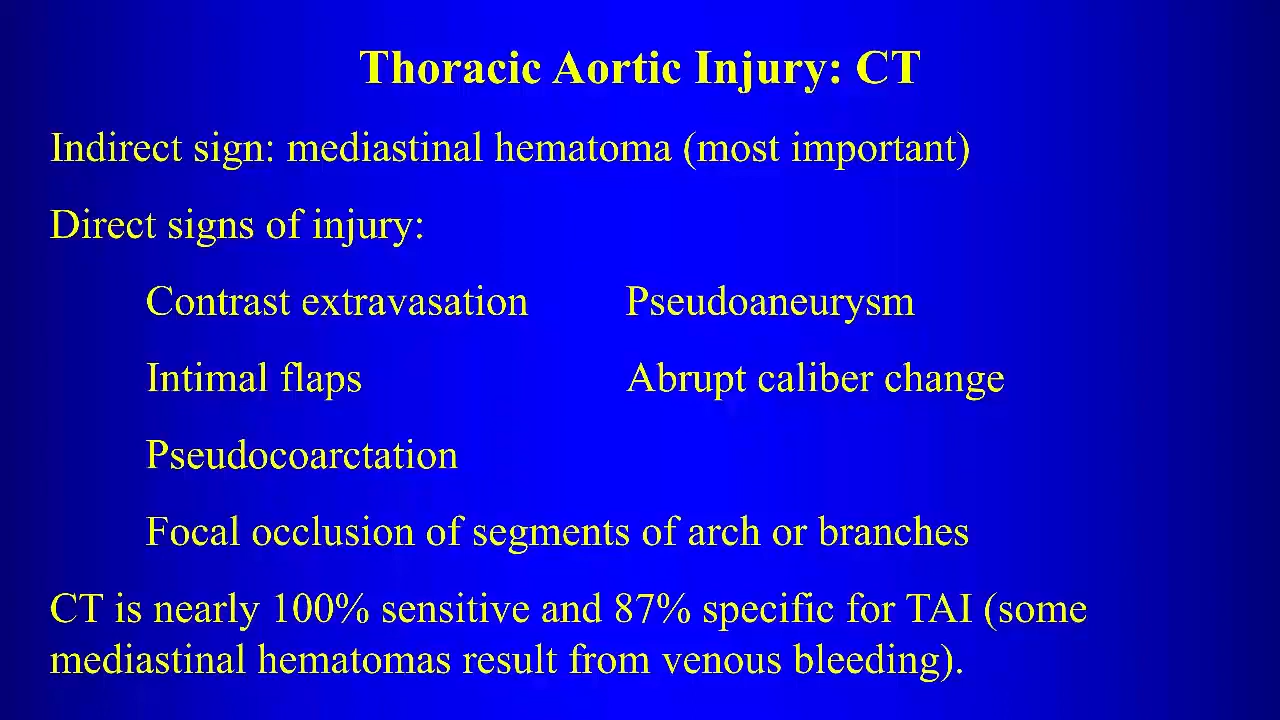 Thoracic Aortic Injury: CT
Indirect sign: mediastinal hematoma (most important)
Direct signs of injury:
Contrast extravasation Pseudoaneurysm
Intimal flaps Abrupt caliber change
Pseudocoarctation
Focal occlusion of segments of arch or branches
CT is nearly 100% sensitive and 87% specific for TAI (some
mediastinal hematomas result from venous bleeding).